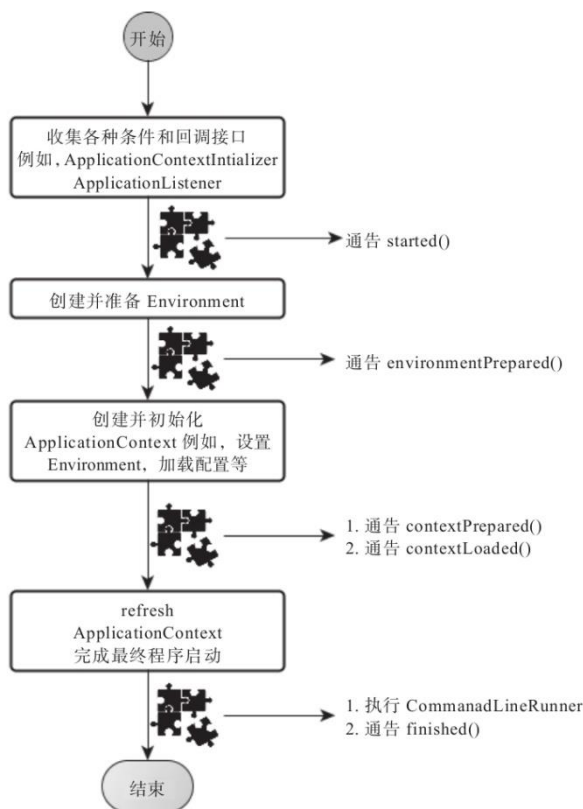 开始
收集各种条件和回调接口
例如，ApplicationContextIntializer
ApplicationListener
通告 started()
创建并准备 Environment
通告 environmentPrepared()
创建并初始化
ApplicationContext 例如，设置
Environment，加载配置等
1. 通告 contextPrepared()
2. 通告 contextLoaded()
refresh
ApplicationContext
完成最终程序启动
1. 执行 CommanadLineRunner
2. 通告 finished()
结束